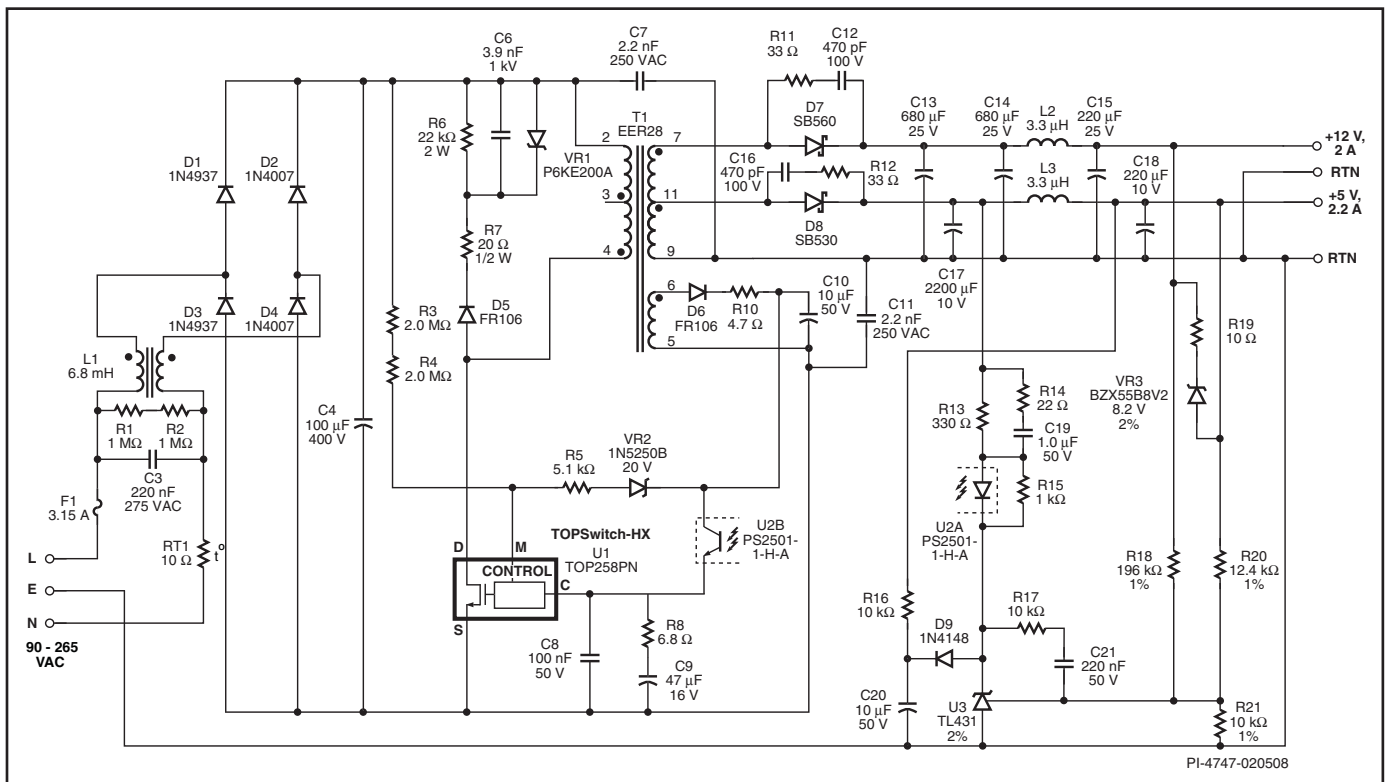 C6
3.9 nF
1 kV
C7
2.2 nF
250 VAC
R11
33 Ω
C12
470 pF
100 V
R6
22 kΩ
2 W
VR1
P6KE200A
T1
EER28
2
3
4
7
11
9
6
5
D7
SB560
C13
680 µF
25 V
C14
680 µF
25 V
L2
3.3 µH
C15
220 µF
25 V
+12 V,
2 A
RTN
+5 V,
2.2 A
RTN
C16
470 pF
100 V
R12
33 Ω
D8
SB530
L3
3.3 µH
C18
220 µF
10 V
D1
1N4937
D2
1N4007
D3
1N4937
D4
1N4007
R7
20 Ω
1/2 W
D5
FR106
R3
2.0 MΩ
R4
2.0 MΩ
D6
FR106
R10
4.7 Ω
C10
10 µF
50 V
C11
2.2 nF
250 VAC
C17
2200 µF
10 V
R19
10 Ω
VR3
BZX55B8V2
8.2 V
2%
L1
6.8 mH
R1
1 MΩ
R2
1 MΩ
C3
220 nF
275 VAC
C4
100 µF
400 V
R13
330 Ω
R14
22 Ω
C19
1.0 µF
50 V
R15
1 kΩ
U2A
PS2501-
1-H-A
F1
3.15 A
RT1
10 Ω
t°
L
E
N
90 - 265
VAC
R5
5.1 kΩ
VR2
1N5250B
20 V
U2B
PS2501-
1-H-A
TOPSwitch-HX
U1
TOP258PN
D
M
CONTROL
C
S
C8
100 nF
50 V
R8
6.8 Ω
C9
47 µF
16 V
R16
10 kΩ
D9
1N4148
R17
10 kΩ
C21
220 nF
50 V
C20
10 µF
50 V
U3
TL431
2%
R18
196 kΩ
1%
R20
12.4 kΩ
1%
R21
10 kΩ
1%
PI-4747-020508